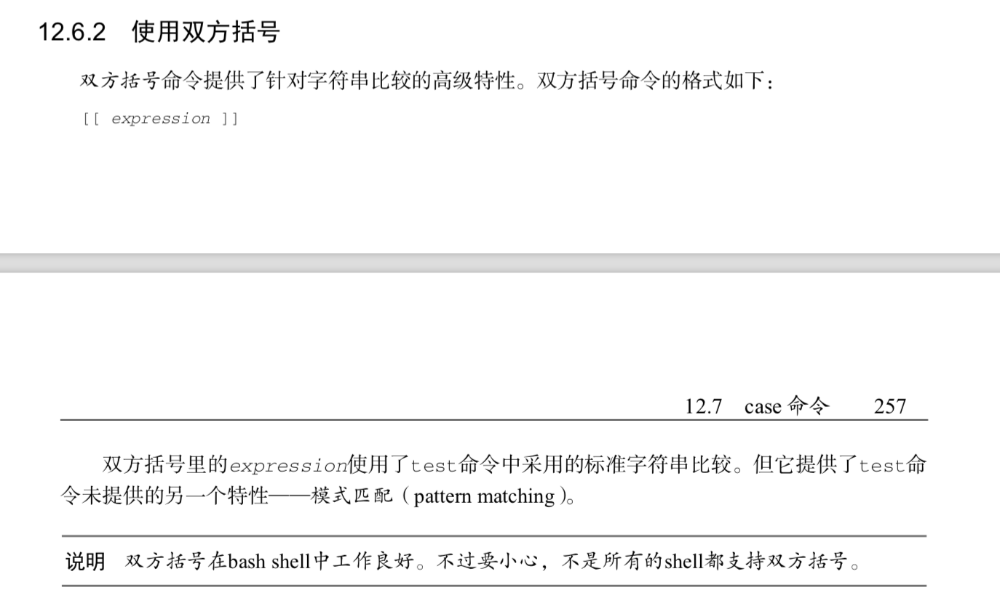 12.6.2 使用双方括号
双方括号命令提供了针对字符串比较的高级特性。双方括号命令的格式如下：
[[ expression ]]
12.7 case 命令 257
双方括号里的expression使用了test命令中采用的标准字符串比较。但它提供了test命
令未提供的另一个特性——模式匹配（pattern matching）。
说明 双方括号在bash shell中工作良好。不过要小心，不是所有的shell都支持双方括号。